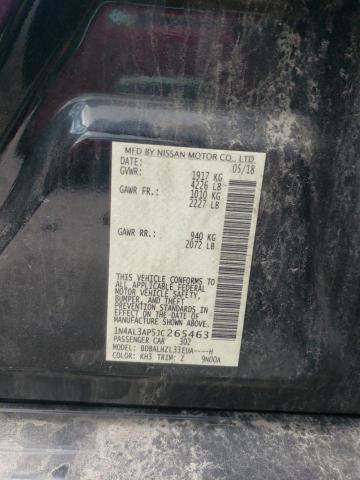 MFD BY NISSAN MOTOR CO., LTD.
DATE: 05/18
GVWR: 1917 KG
4226 LB
GAWR FR.: 1010 KG
2227 LB
GAWR RR.: 940 KG
2072 LB
THIS VEHICLE CONFORMS TO ALL
APPLICABLE FEDERAL
MOTOR VEHICLE SAFETY,
BUMPER, AND THEFT
PREVENTION STANDARDS
IN EFFECT ON THE DATE OF
MANUFACTURE SHOWN ABOVE.
1N4AL3AP5JC265463
PASSENGER CAR 302
MODEL: BDBALHZL33EUA----H
COLOR: KH3 TRIM: Z 9N00A